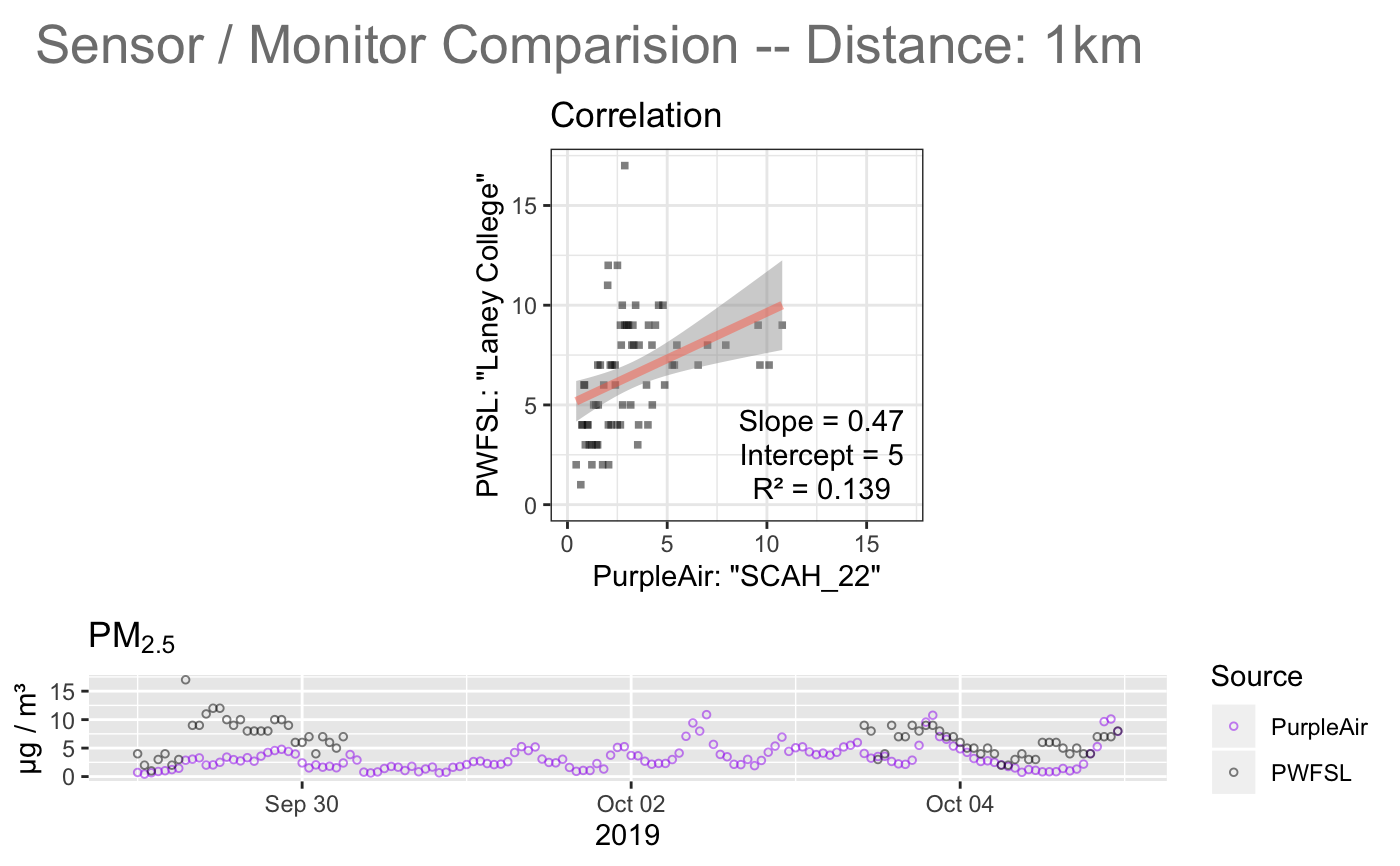 Sensor / Monitor Comparision -- Distance: 1km
Correlation
PWFSL: "Laney College"
15
10
5
0
Slope = 0.47
Intercept = 5
R² = 0.139
0 5 10 15
PurpleAir: "SCAH_22"
PM2.5
µg / m³
15
10
5
0
Sep 30 Oct 02 Oct 04
2019
Source
PurpleAir
PWFSL